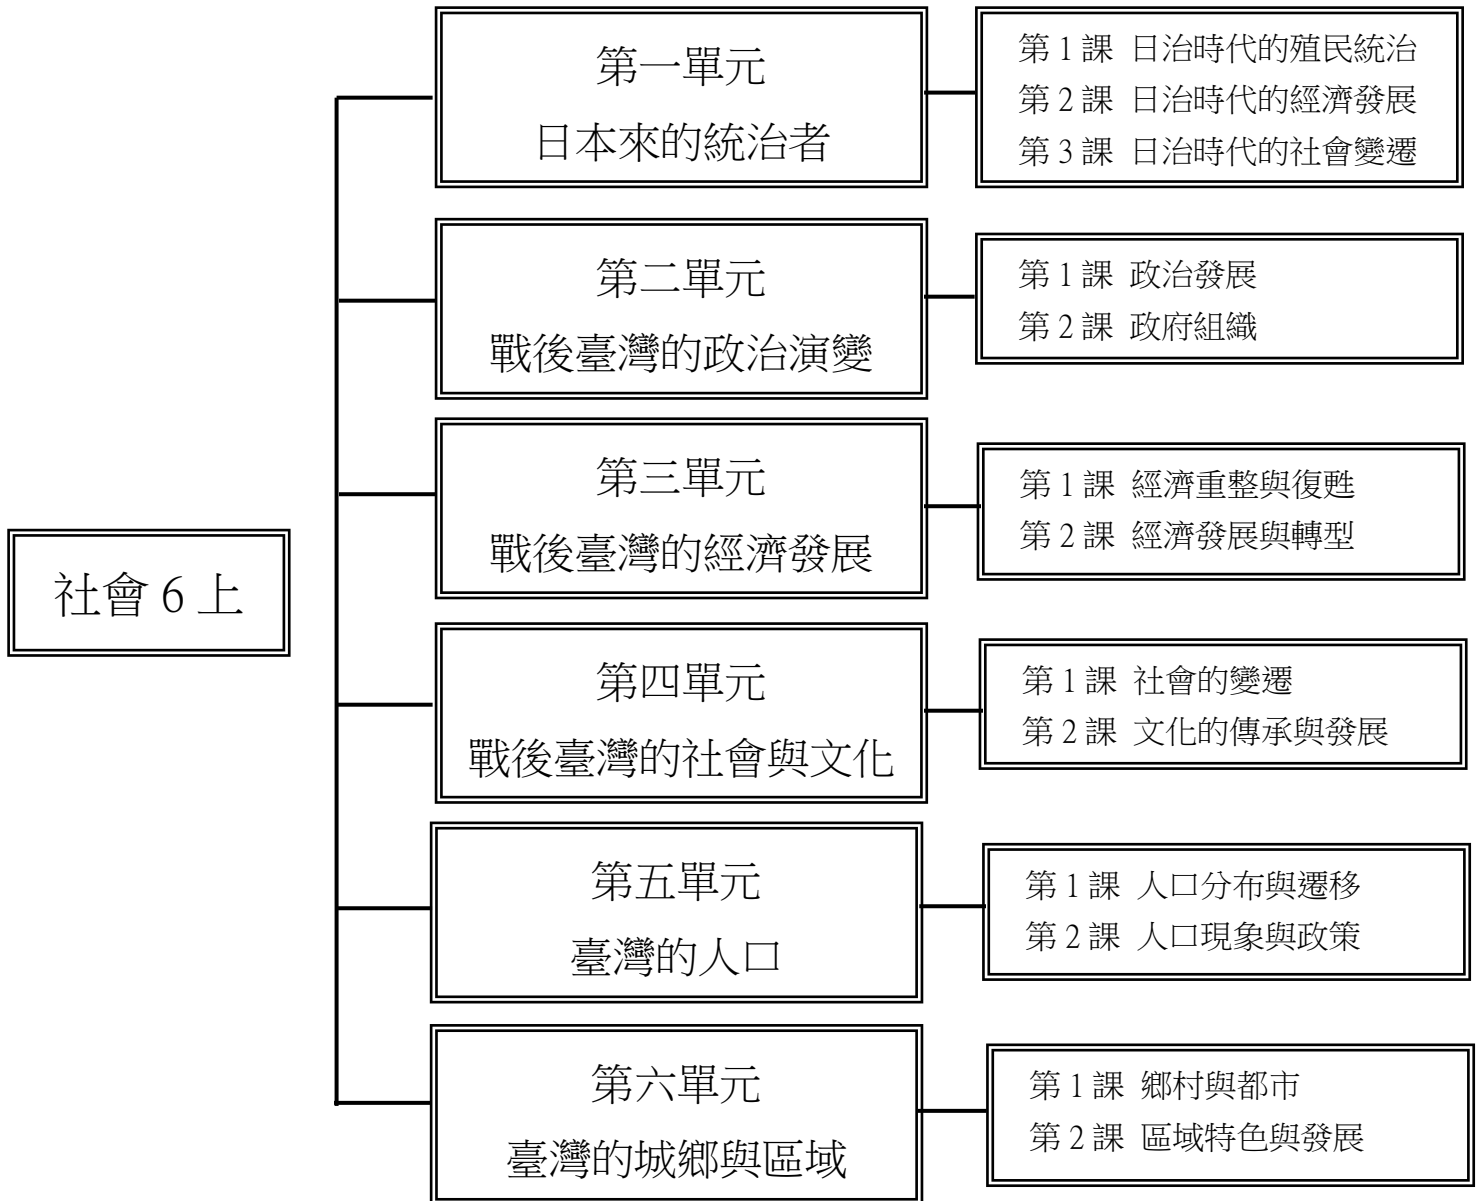 社會 6 上
第一單元
日本來的統治者
第 1 課 日治時代的殖民統治
第 2 課 日治時代的經濟發展
第 3 課 日治時代的社會變遷
第二單元
戰後臺灣的政治演變
第 1 課 政治發展
第 2 課 政府組織
第三單元
戰後臺灣的經濟發展
第 1 課 經濟重整與復甦
第 2 課 經濟發展與轉型
第四單元
戰後臺灣的社會與文化
第 1 課 社會的變遷
第 2 課 文化的傳承與發展
第五單元
臺灣的人口
第 1 課 人口分布與遷移
第 2 課 人口現象與政策
第六單元
臺灣的城鄉與區域
第 1 課 鄉村與都市
第 2 課 區域特色與發展